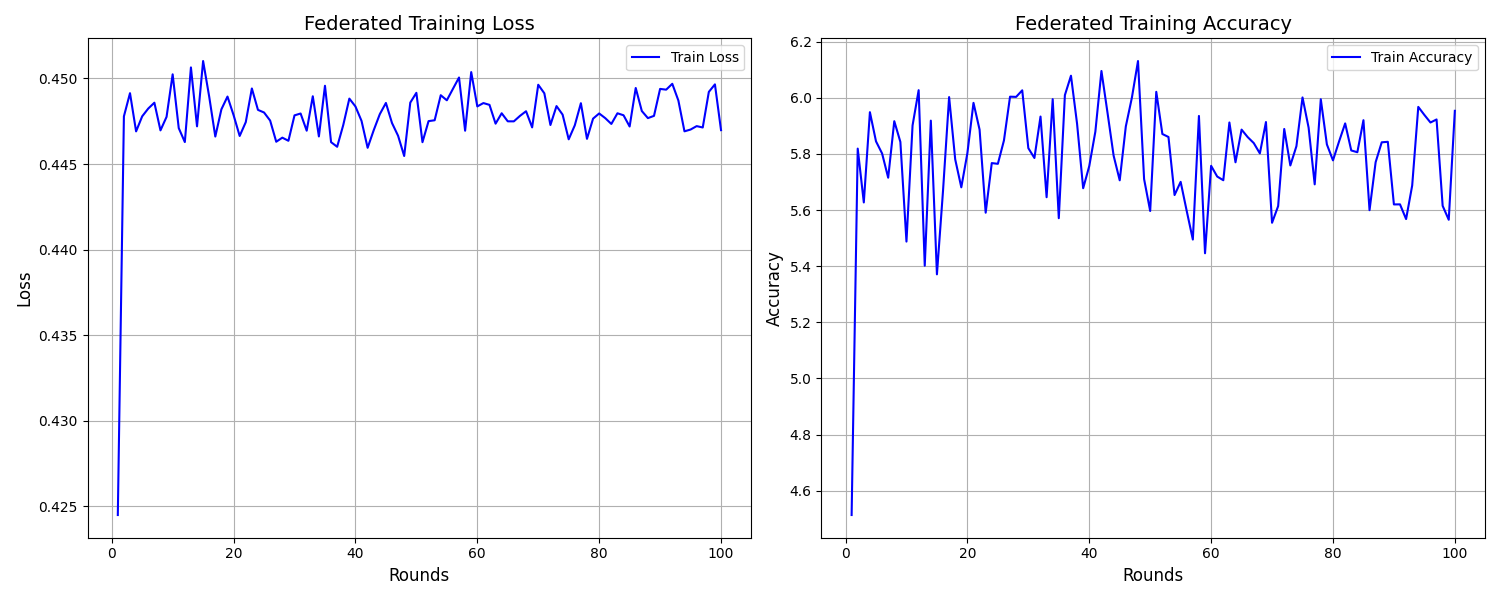 Federated Training Loss
Train Loss
0.450
0.445
0.440
0.435
0.430
0.425
Loss
0 20 40 60 80 100
Rounds
Federated Training Accuracy
Train Accuracy
6.2
6.0
5.8
5.6
5.4
5.2
5.0
4.8
4.6
Accuracy
0 20 40 60 80 100
Rounds